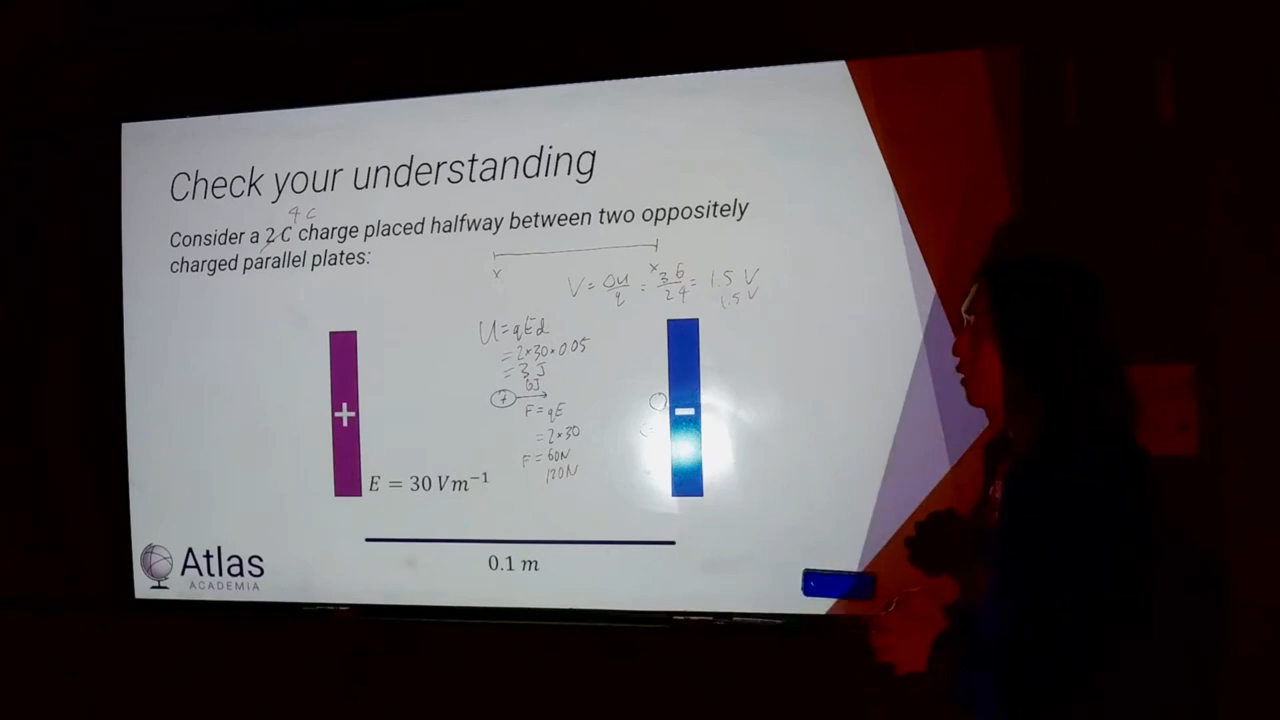 Check your understanding
4 C
Consider a 2 C charge placed halfway between two oppositely
charged parallel plates:
x
x
V = ΔU/q = 3 6/2 4 = 1.5 V
1.5 V
U = qEd
= 2×30×0.05
= 3 J
6J
+
+
−
F = qE
= 2×30
F = 60N
120N
E = 30 Vm⁻¹
0.1 m
Atlas
ACADEMIA